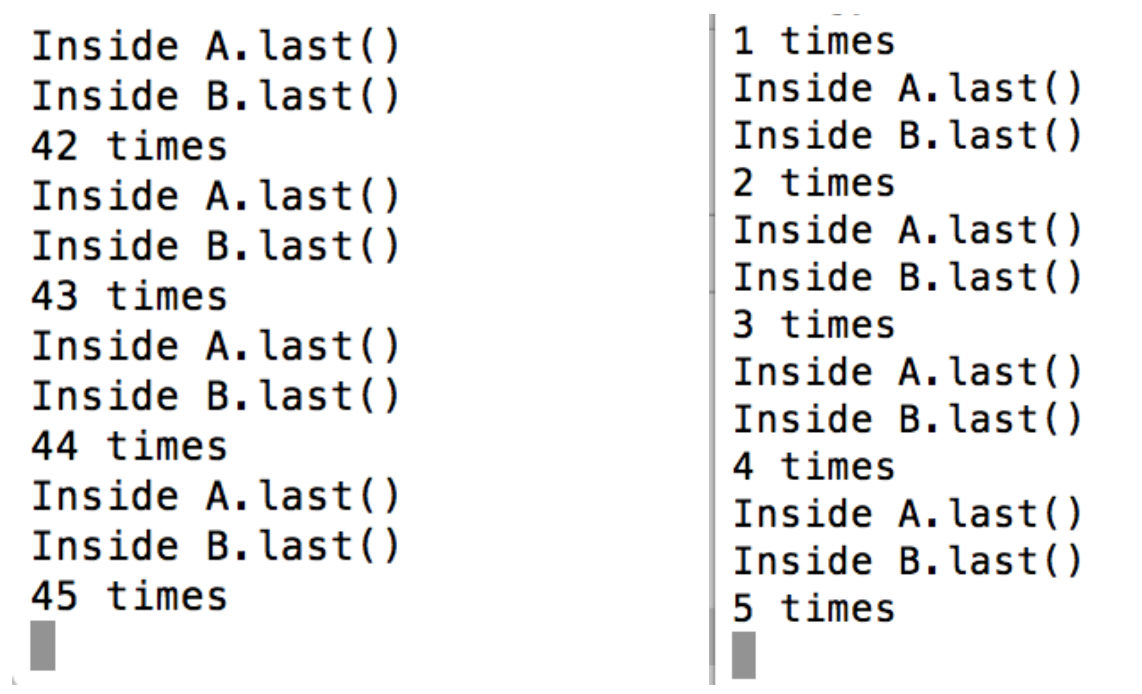 Inside A.last()
Inside B.last()
42 times
Inside A.last()
Inside B.last()
43 times
Inside A.last()
Inside B.last()
44 times
Inside A.last()
Inside B.last()
45 times
1 times
Inside A.last()
Inside B.last()
2 times
Inside A.last()
Inside B.last()
3 times
Inside A.last()
Inside B.last()
4 times
Inside A.last()
Inside B.last()
5 times